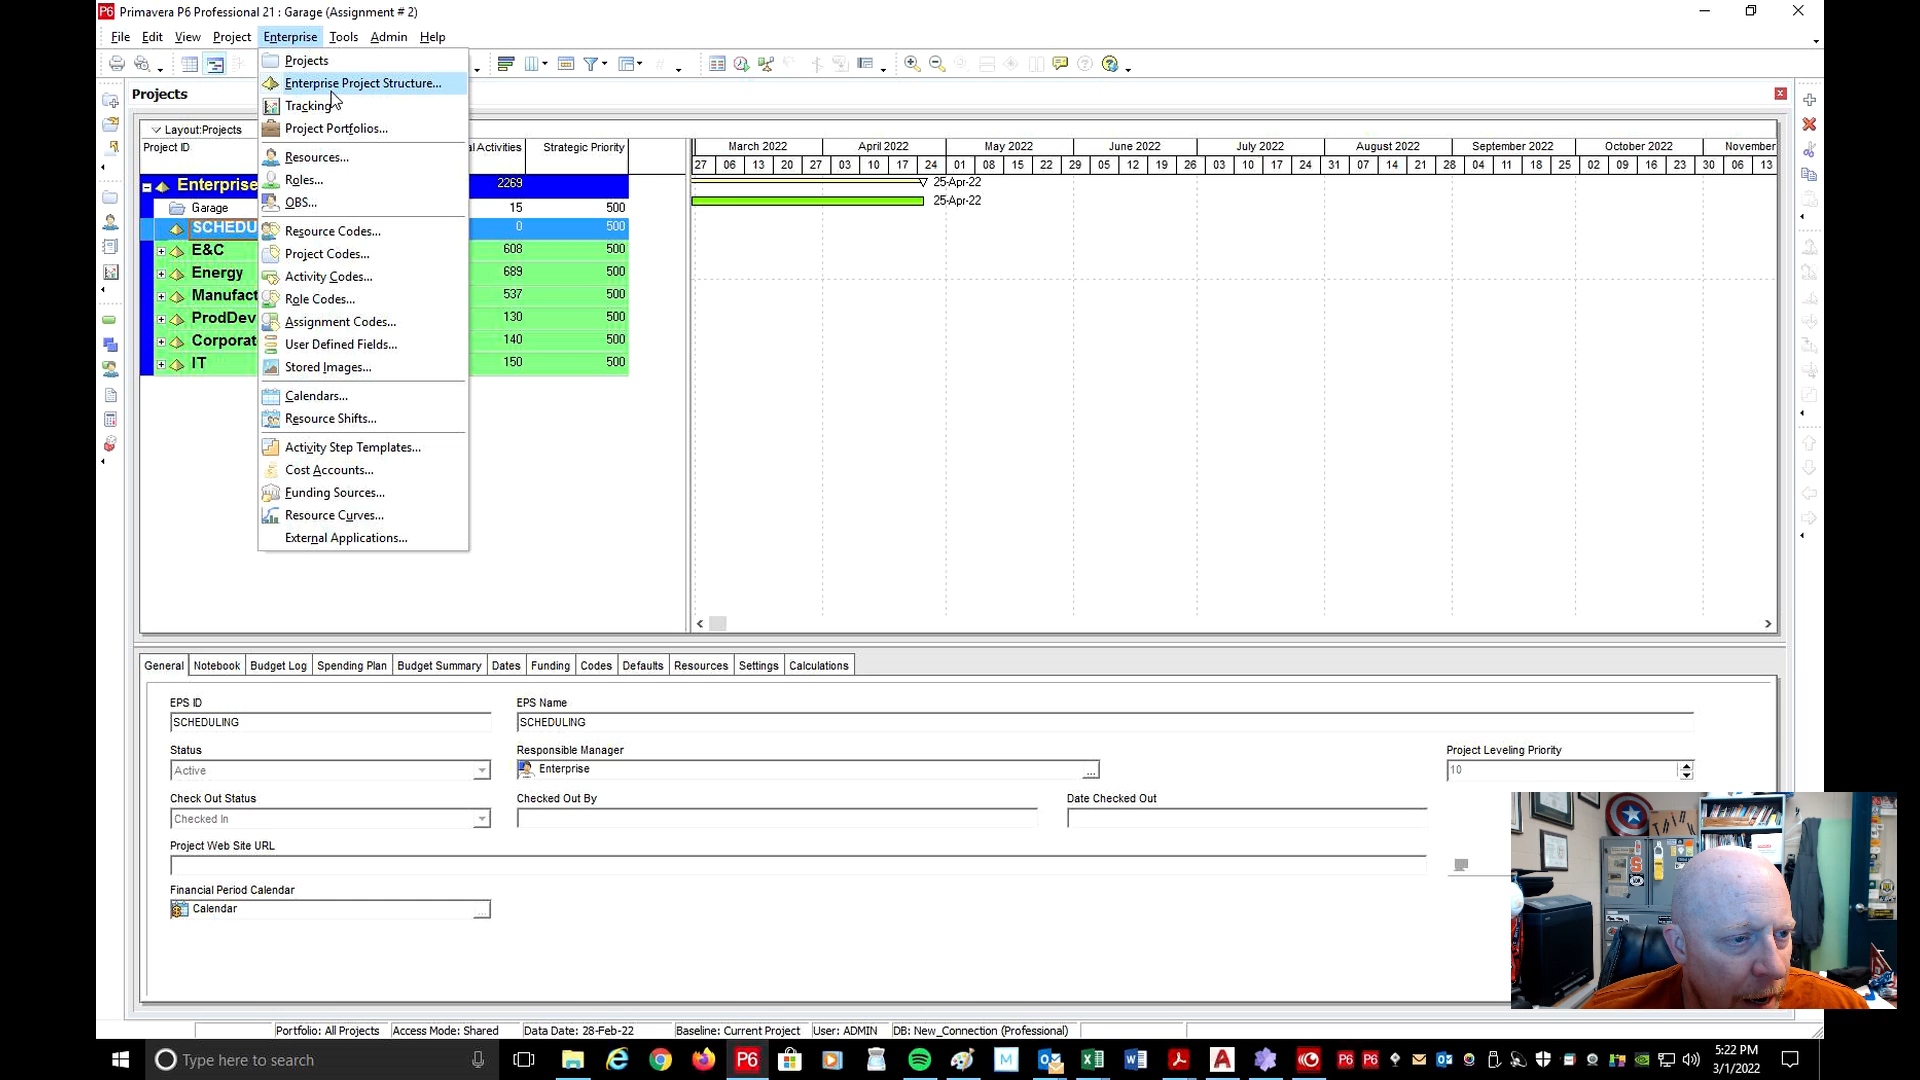 Primavera P6 Professional 21 : Garage (Assignment # 2)
File Edit View Project Enterprise Tools Admin Help
Projects
Enterprise Project Structure...
Tracking
Project Portfolios...
Resources...
Roles...
OBS...
Resource Codes...
Project Codes...
Activity Codes...
Role Codes...
Assignment Codes...
User Defined Fields...
Stored Images...
Calendars...
Resource Shifts...
Activity Step Templates...
Cost Accounts...
Funding Sources...
Resource Curves...
External Applications...
Projects
Layout:Projects
Project ID
l Activities Strategic Priority
Enterprise 2269
Garage 15 500
SCHEDU 0 500
E&C 608 500
Energy 689 500
Manufact 537 500
ProdDev 130 500
Corporat 140 500
IT 150 500
March 2022 April 2022 May 2022 June 2022 July 2022 August 2022 September 2022 October 2022 November
27 06 13 20 27 03 10 17 24 01 08 15 22 29 05 12 19 26 03 10 17 24 31 07 14 21 28 04 11 18 25 02 09 16 23 30 06 13
25-Apr-22
25-Apr-22
General Notebook Budget Log Spending Plan Budget Summary Dates Funding Codes Defaults Resources Settings Calculations
EPS ID EPS Name
SCHEDULING SCHEDULING
Status Responsible Manager Project Leveling Priority
Active Enterprise ... 10
Check Out Status Checked Out By Date Checked Out
Checked In
Project Web Site URL
Financial Period Calendar
Calendar ...
THINK
Portfolio: All Projects Access Mode: Shared Data Date: 28-Feb-22 Baseline: Current Project User: ADMIN DB: New_Connection (Professional)
Type here to search
5:22 PM
3/1/2022